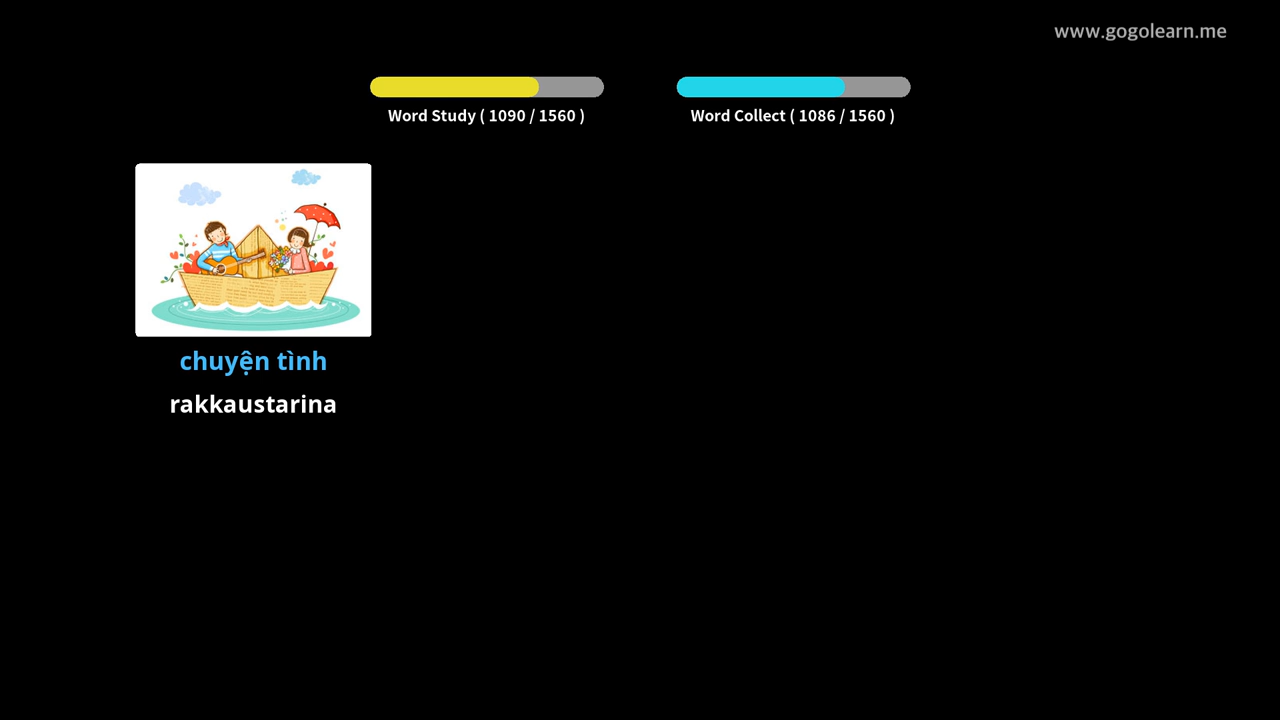 www.gogolearn.me
Word Study ( 1090 / 1560 )
Word Collect ( 1086 / 1560 )
chuyện tình
rakkaustarina